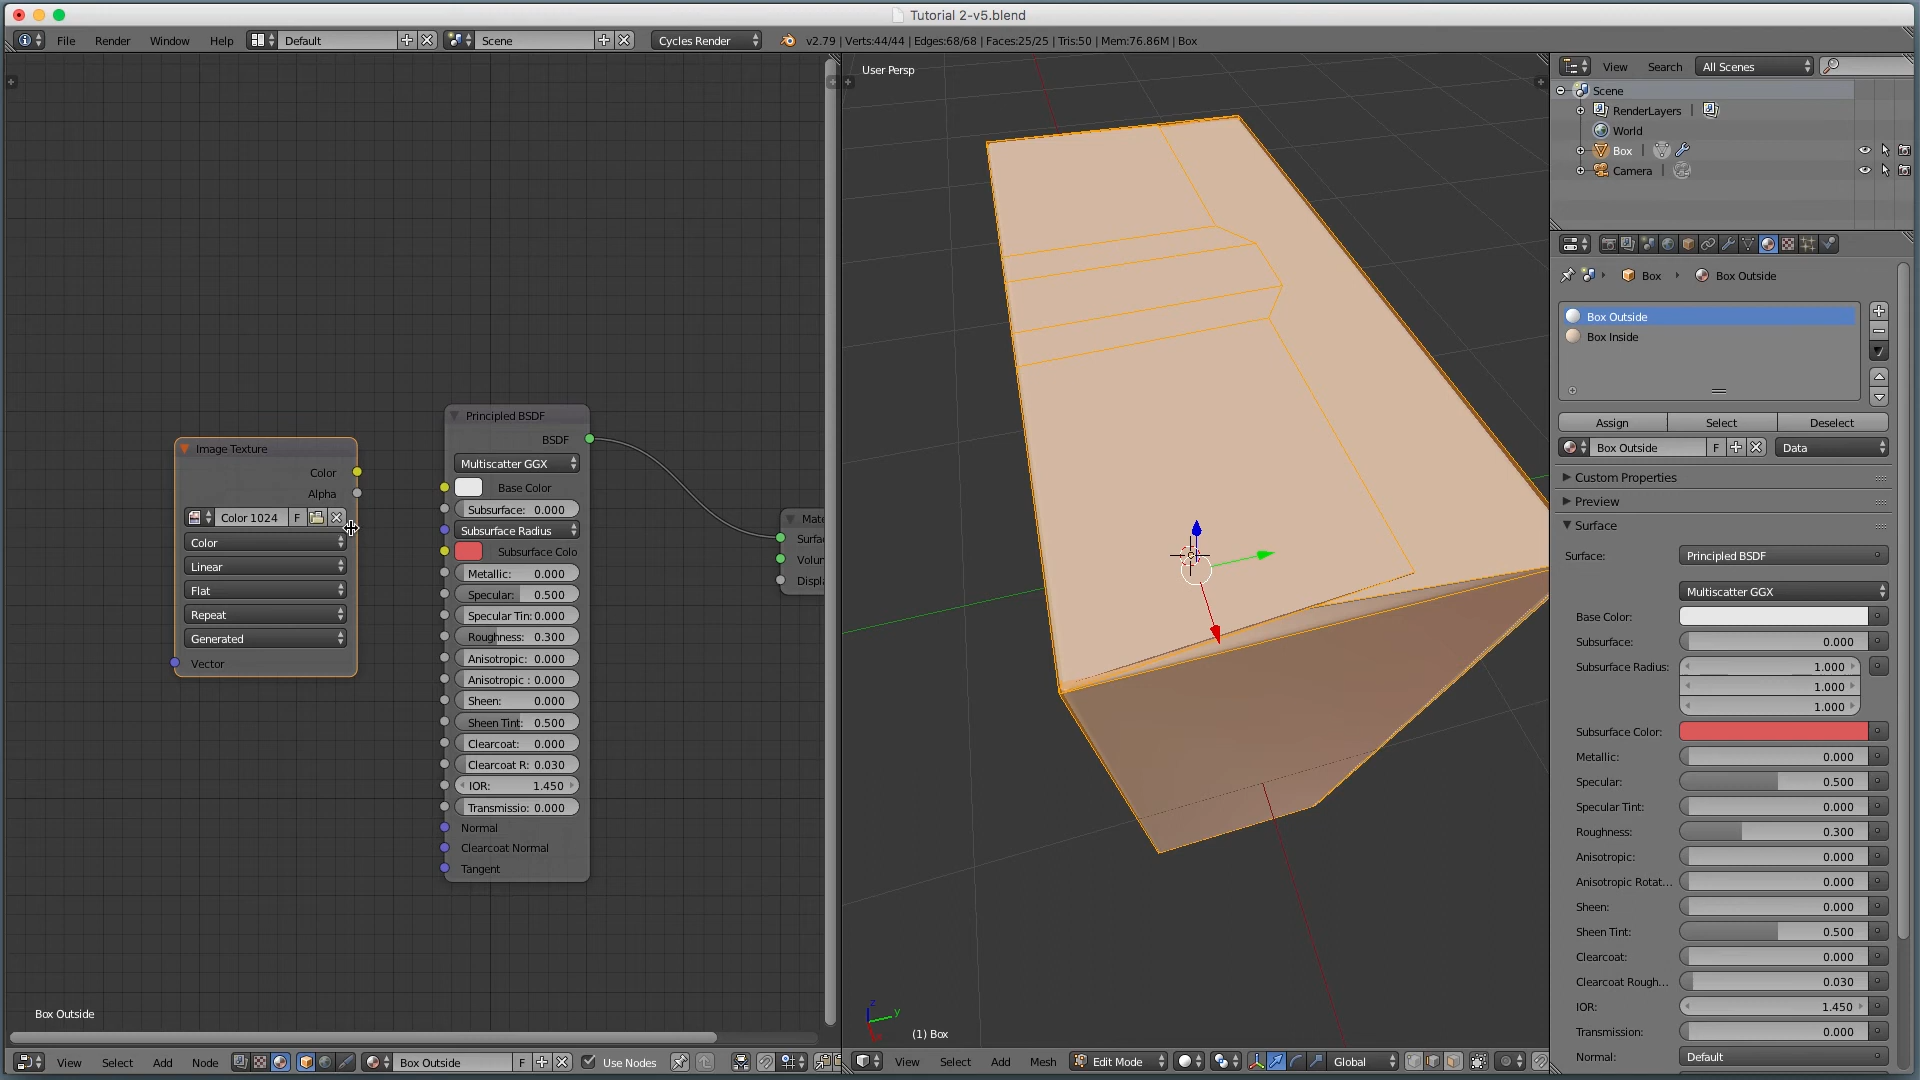 Tutorial 2-v5.blend
File Render Window Help Default Scene Cycles Render v2.79 | Verts:44/44 | Edges:68/68 | Faces:25/25 | Tris:50 | Mem:76.86M | Box
User Persp
View Search All Scenes
Scene
RenderLayers |
World
Box |
Camera |
Box Box Outside
Box Outside
Box Inside
Assign Select Deselect
Box Outside F Data
Custom Properties
Preview
Surface
Surface: Principled BSDF
Multiscatter GGX
Base Color:
Subsurface: 0.000
Subsurface Radius: 1.000
1.000
1.000
Subsurface Color:
Metallic: 0.000
Specular: 0.500
Specular Tint: 0.000
Roughness: 0.300
Anisotropic: 0.000
Anisotropic Rotat... 0.000
Sheen: 0.000
Sheen Tint: 0.500
Clearcoat: 0.000
Clearcoat Rough... 0.030
IOR: 1.450
Transmission: 0.000
Normal: Default
Image Texture
Color
Alpha
Color 1024 F
Color
Linear
Flat
Repeat
Generated
Vector
Principled BSDF
BSDF
Multiscatter GGX
Base Color
Subsurface: 0.000
Subsurface Radius
Subsurface Colo
Metallic: 0.000
Specular: 0.500
Specular Tin: 0.000
Roughness: 0.300
Anisotropic: 0.000
Anisotropic : 0.000
Sheen: 0.000
Sheen Tint: 0.500
Clearcoat: 0.000
Clearcoat R: 0.030
IOR: 1.450
Transmissio: 0.000
Normal
Clearcoat Normal
Tangent
Mate
Surfac
Volun
Displa
Box Outside
z
y
(1) Box
View Select Add Node Box Outside F Use Nodes
View Select Add Mesh Edit Mode Global